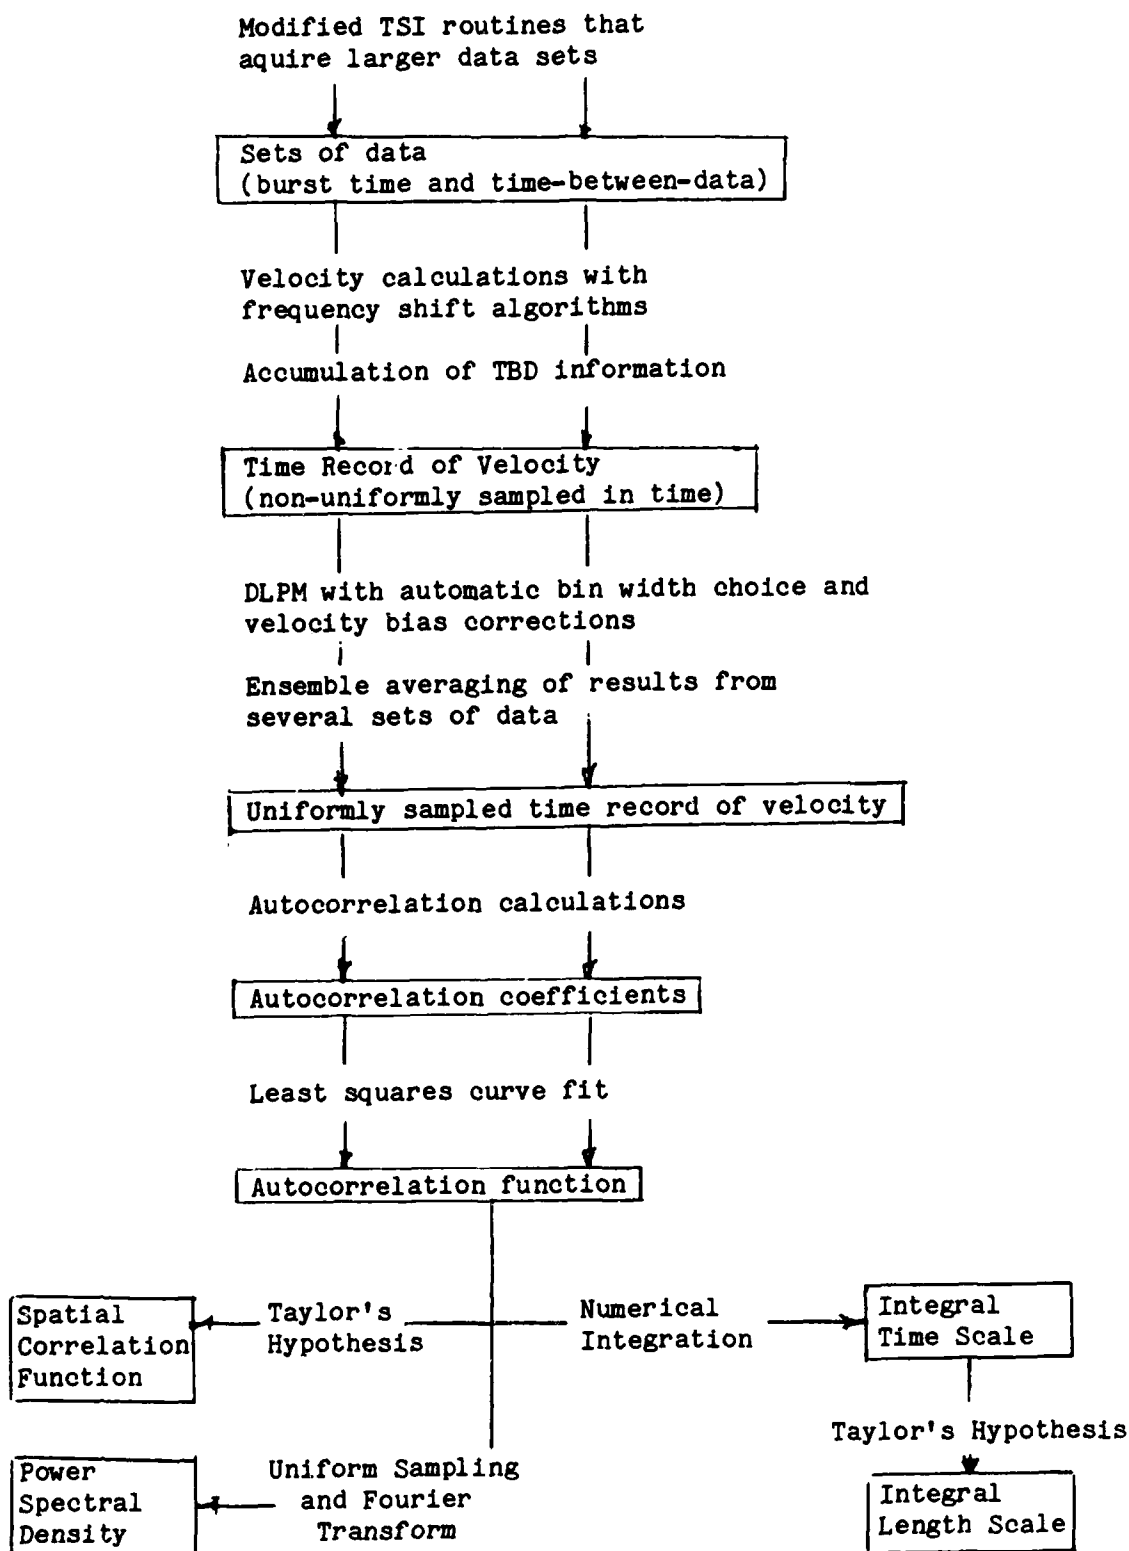 Modified TSI routines that
aquire larger data sets
Sets of data
(burst time and time-between-data)
Velocity calculations with
frequency shift algorithms
Accumulation of TBD information
Time Record of Velocity
(non-uniformly sampled in time)
DLPM with automatic bin width choice and
velocity bias corrections
Ensemble averaging of results from
several sets of data
Uniformly sampled time record of velocity
Autocorrelation calculations
Autocorrelation coefficients
Least squares curve fit
Autocorrelation function
Spatial
Correlation
Function
Taylor's
Hypothesis
Numerical
Integration
Integral
Time Scale
Taylor's Hypothesis
Power
Spectral
Density
Uniform Sampling
and Fourier
Transform
Integral
Length Scale